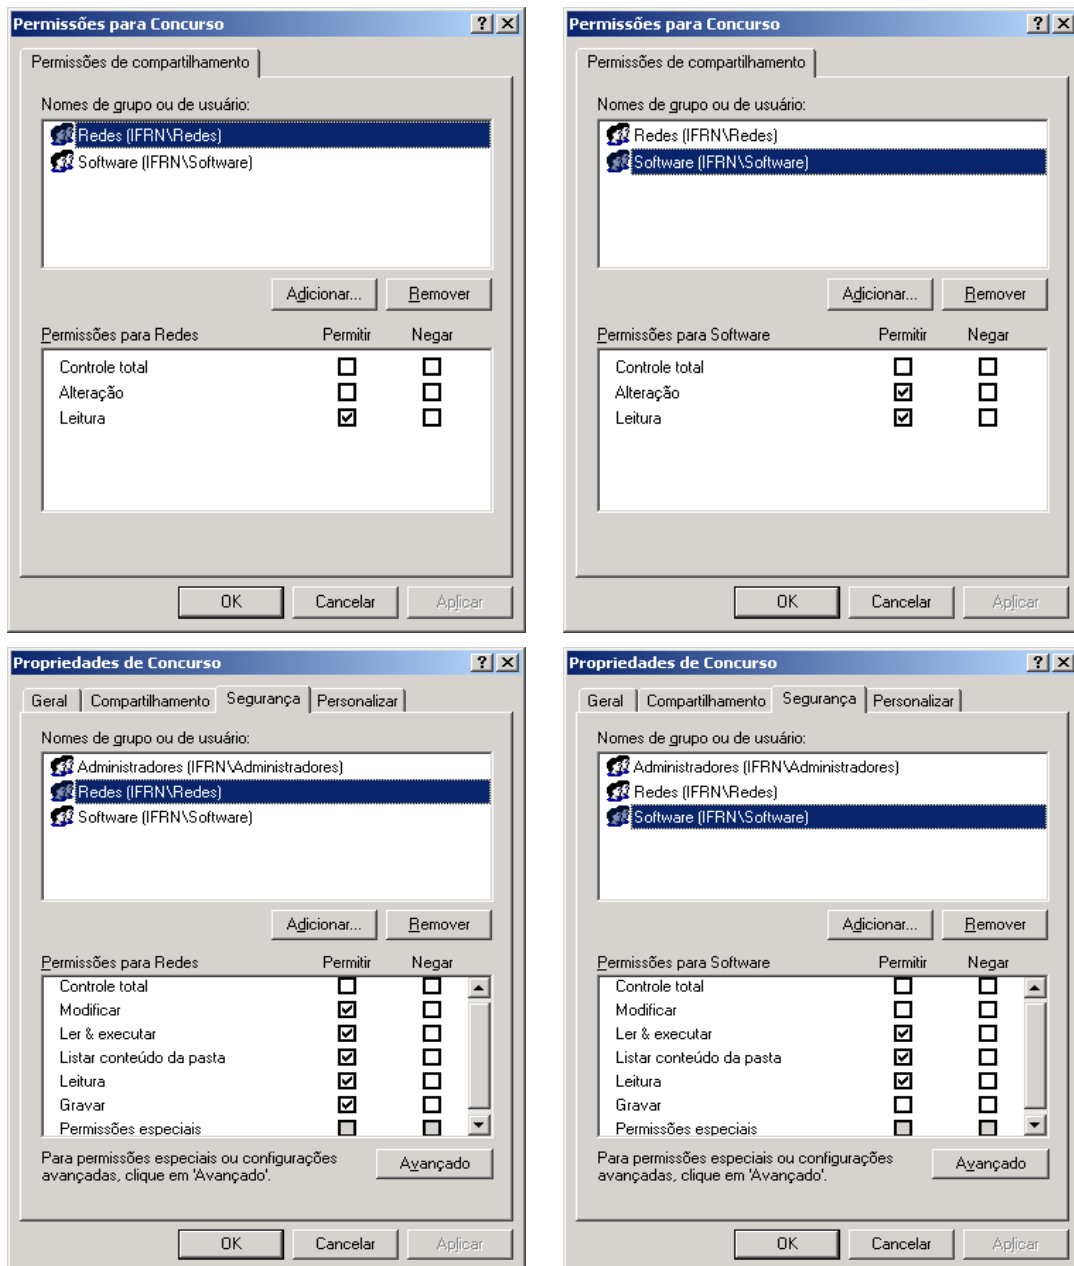 Permissões para Concurso
Permissões de compartilhamento
Nomes de grupo ou de usuário:
Redes (IFRN\Redes)
Software (IFRN\Software)
Adicionar...
Remover
Permissões para Redes Permitir Negar
Controle total
Alteração
Leitura
OK
Cancelar
Aplicar
Permissões para Concurso
Permissões de compartilhamento
Nomes de grupo ou de usuário:
Redes (IFRN\Redes)
Software (IFRN\Software)
Adicionar...
Remover
Permissões para Software Permitir Negar
Controle total
Alteração
Leitura
OK
Cancelar
Aplicar
Propriedades de Concurso
Geral Compartilhamento Segurança Personalizar
Nomes de grupo ou de usuário:
Administradores (IFRN\Administradores)
Redes (IFRN\Redes)
Software (IFRN\Software)
Adicionar...
Remover
Permissões para Redes Permitir Negar
Controle total
Modificar
Ler & executar
Listar conteúdo da pasta
Leitura
Gravar
Permissões especiais
Para permissões especiais ou configurações
avançadas, clique em 'Avançado'.
Avançado
OK
Cancelar
Aplicar
Propriedades de Concurso
Geral Compartilhamento Segurança Personalizar
Nomes de grupo ou de usuário:
Administradores (IFRN\Administradores)
Redes (IFRN\Redes)
Software (IFRN\Software)
Adicionar...
Remover
Permissões para Software Permitir Negar
Controle total
Modificar
Ler & executar
Listar conteúdo da pasta
Leitura
Gravar
Permissões especiais
Para permissões especiais ou configurações
avançadas, clique em 'Avançado'.
Avançado
OK
Cancelar
Aplicar